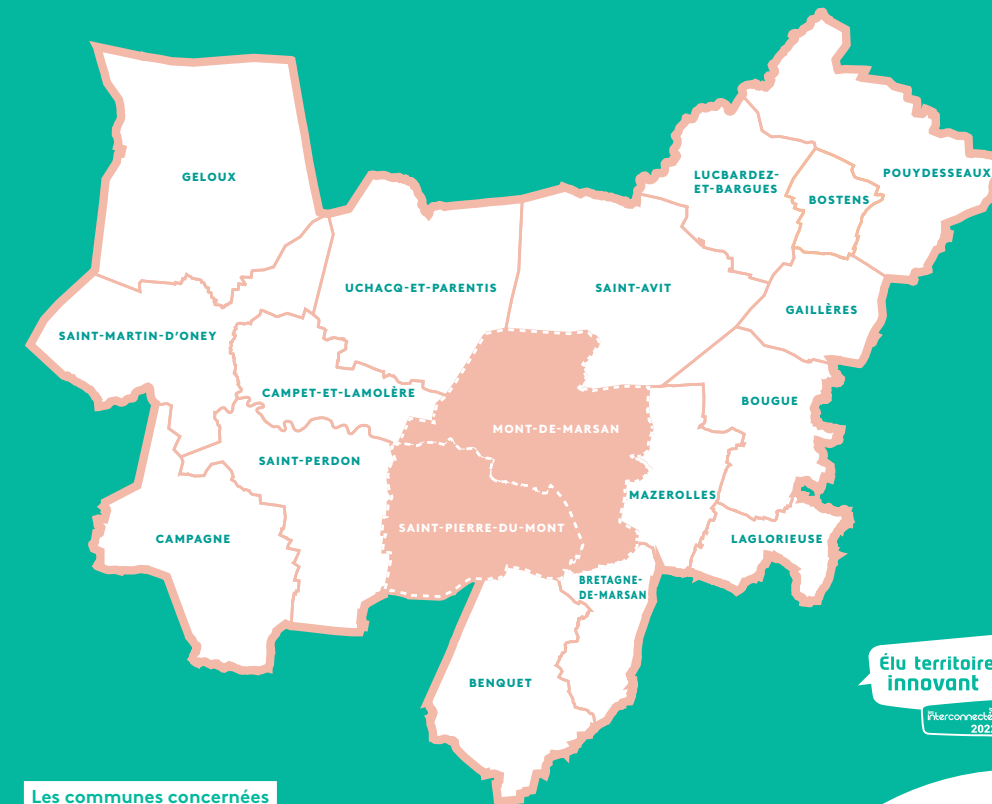 GELOUX
LUCBARDEZ-
ET-BARGUES
POUYDESSEAUX
BOSTENS
UCHACQ-ET-PARENTIS
SAINT-AVIT
GAILLÈRES
SAINT-MARTIN-D'ONEY
CAMPET-ET-LAMOLÈRE
BOUGUE
MONT-DE-MARSAN
SAINT-PERDON
MAZEROLLES
SAINT-PIERRE-DU-MONT
CAMPAGNE
LAGLORIEUSE
BRETAGNE-
DE-MARSAN
BENQUET
Élu territoire
innovant
interconnecté
2022
Les communes concernées